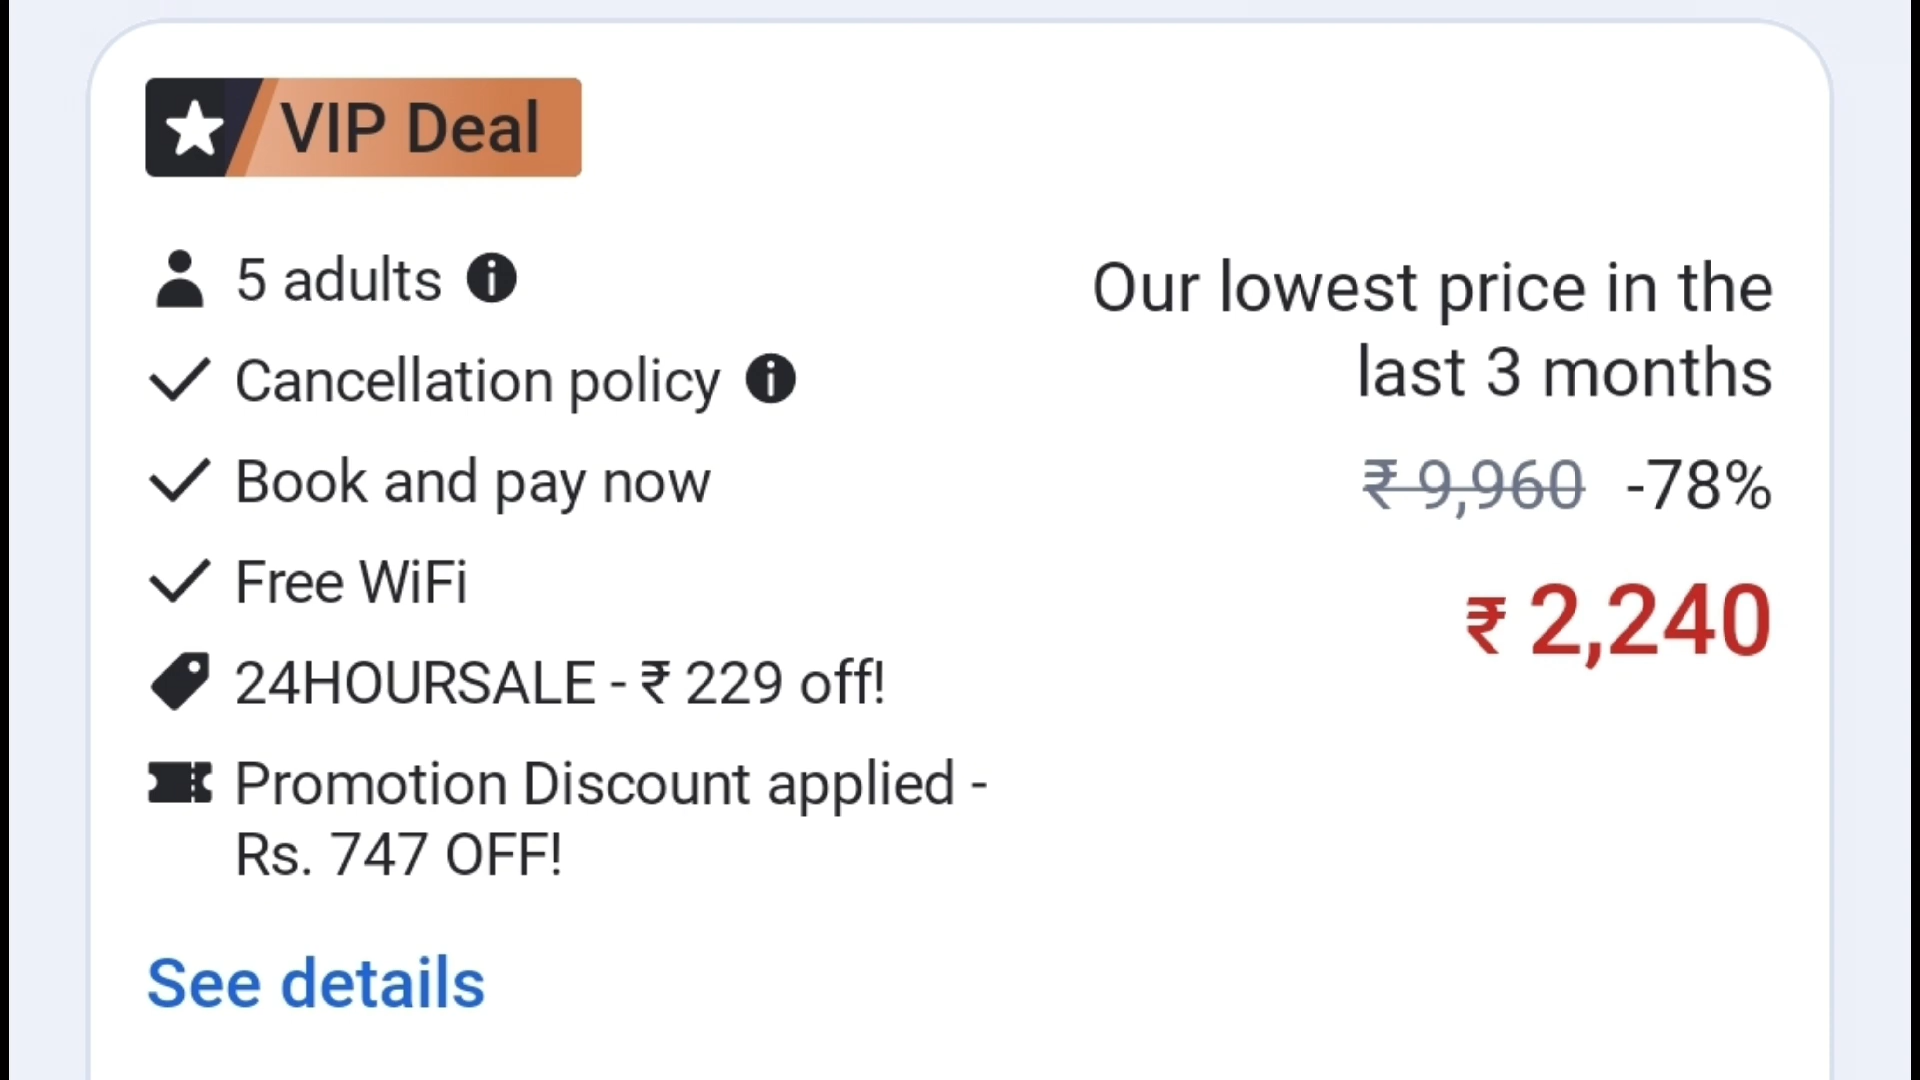 VIP Deal
5 adults
Cancellation policy
Book and pay now
Free WiFi
24HOURSALE - ₹ 229 off!
Promotion Discount applied -
Rs. 747 OFF!
See details
Our lowest price in the
last 3 months
₹ 9,960 -78%
₹ 2,240